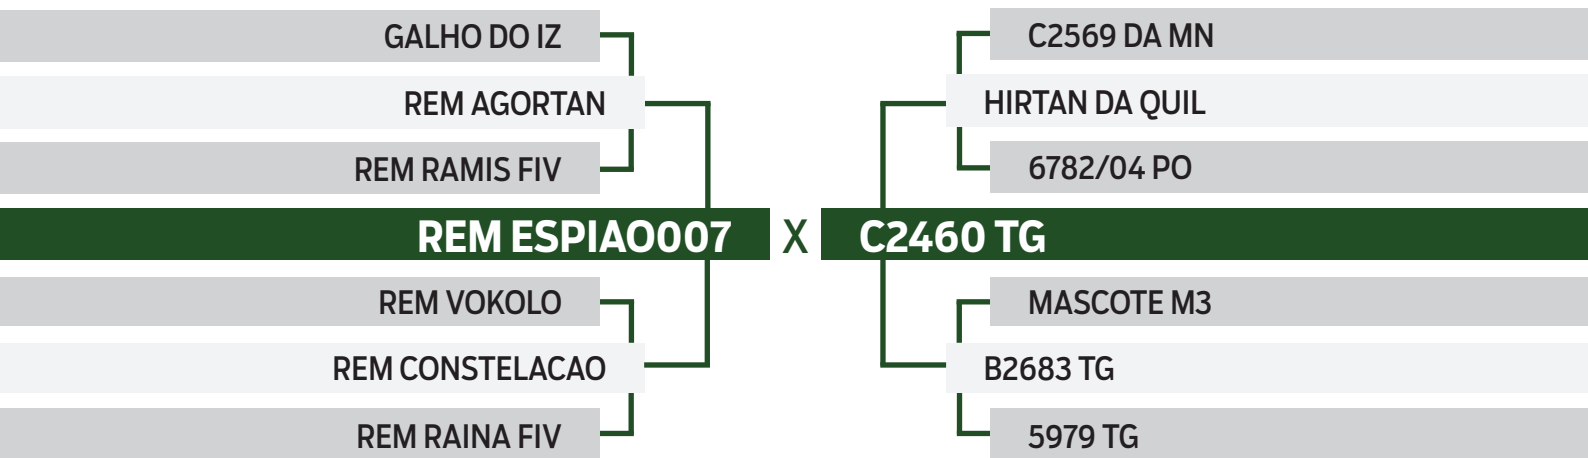 GALHO DO IZ
C2569 DA MN
REM AGORTAN
HIRTAN DA QUIL
REM RAMIS FIV
6782/04 PO
REM ESPIAO007 X C2460 TG
REM VOKOLO
MASCOTE M3
REM CONSTELACAO
B2683 TG
REM RAINA FIV
5979 TG